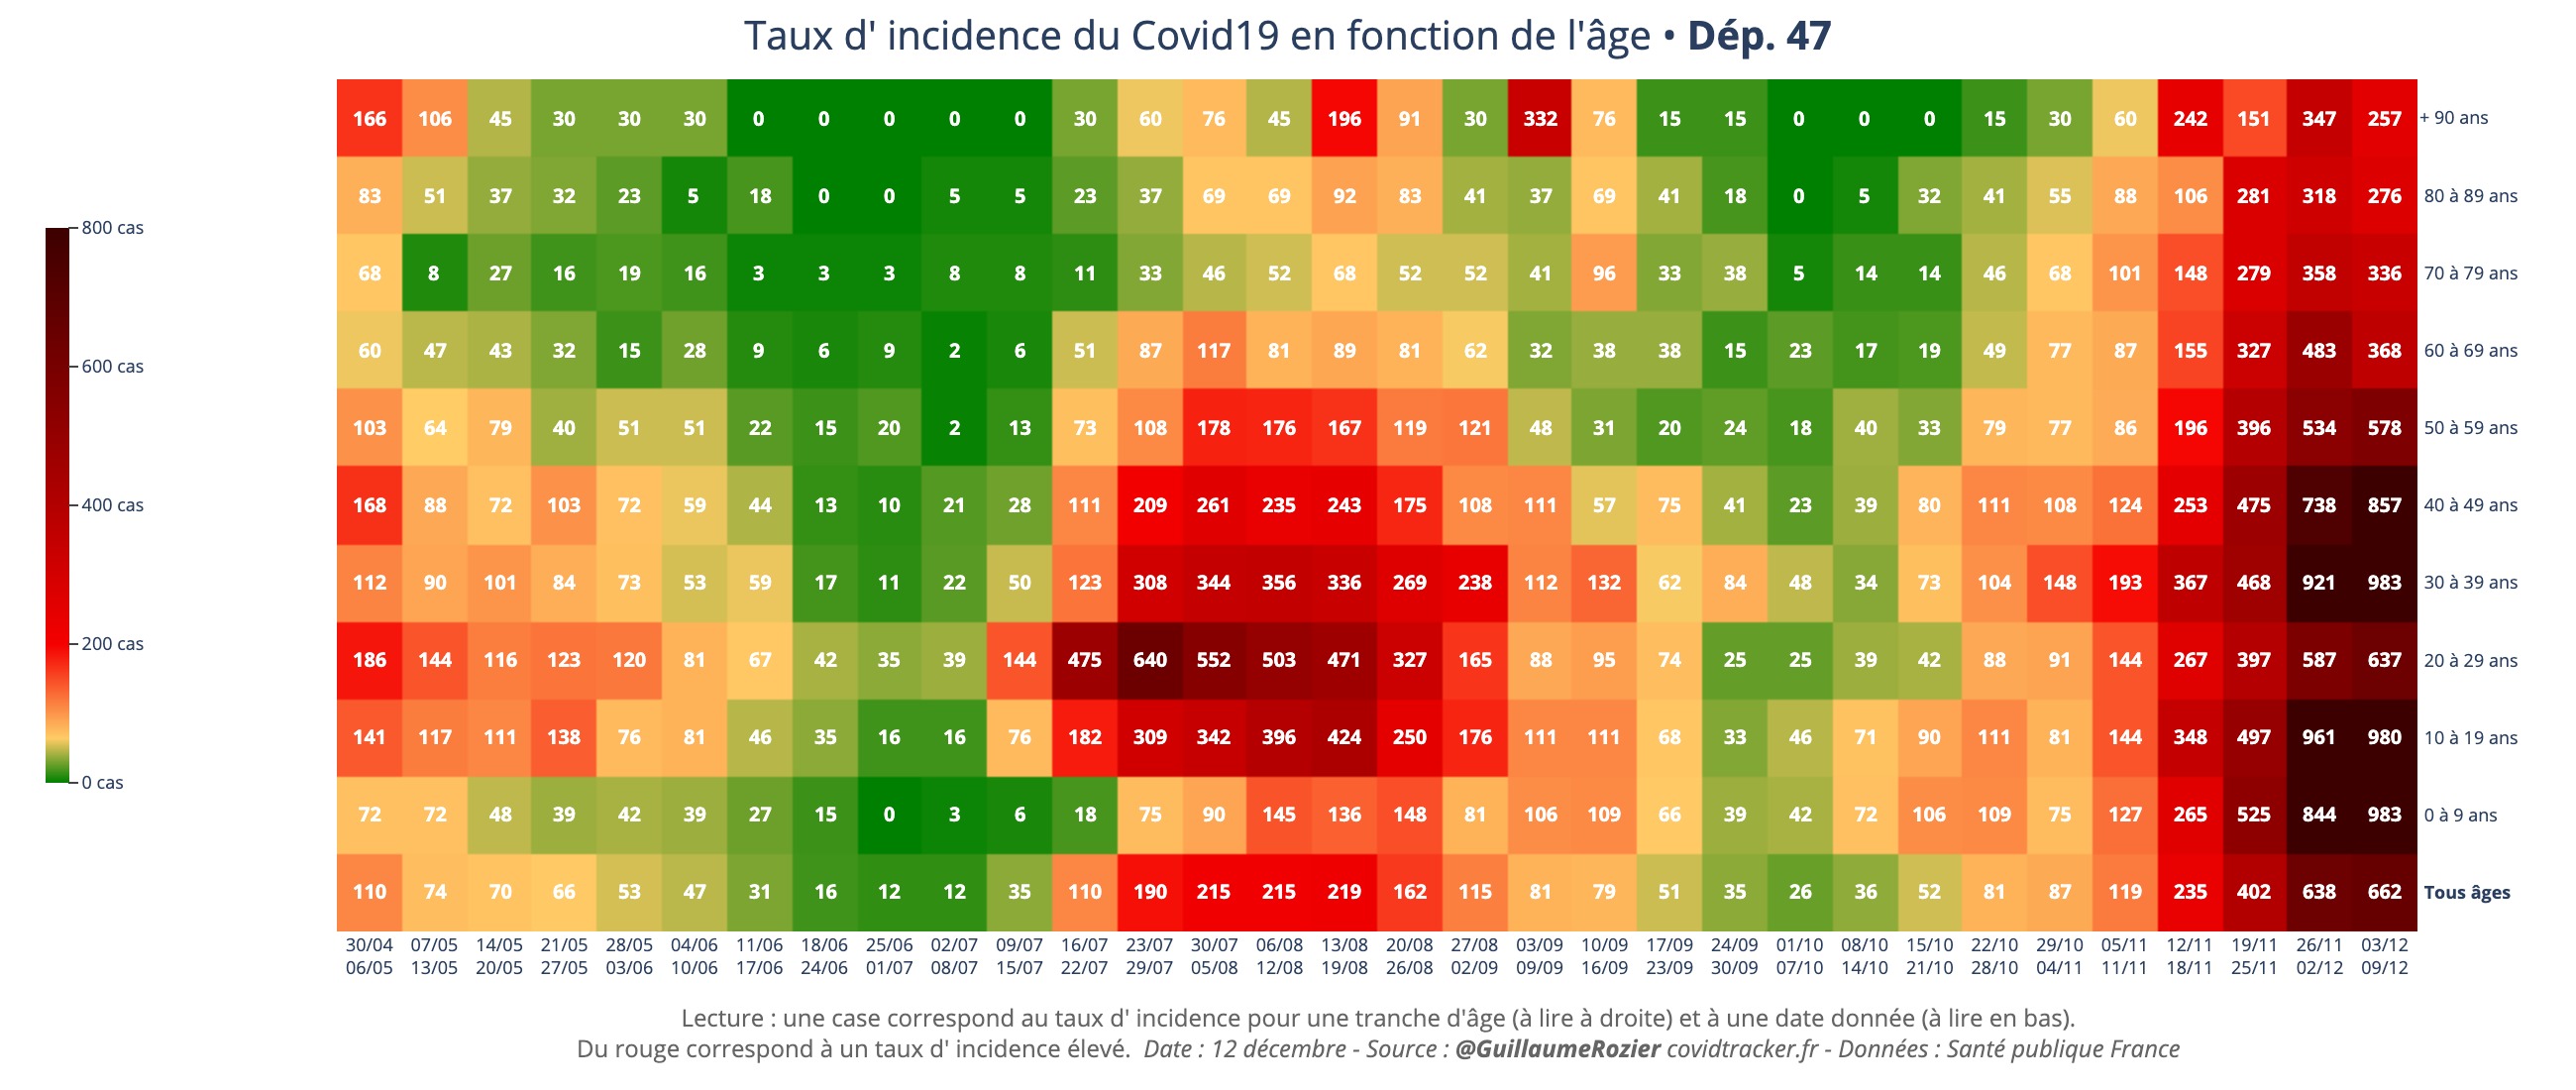 Taux d' incidence du Covid19 en fonction de l'âge • Dép. 47
800 cas
600 cas
400 cas
200 cas
0 cas
166 106 45 30 30 30 0 0 0 0 0 30 60 76 45 196 91 30 332 76 15 15 0 0 0 15 30 60 242 151 347 257 + 90 ans
83 51 37 32 23 5 18 0 0 5 5 23 37 69 69 92 83 41 37 69 41 18 0 5 32 41 55 88 106 281 318 276 80 à 89 ans
68 8 27 16 19 16 3 3 3 8 8 11 33 46 52 68 52 52 41 96 33 38 5 14 14 46 68 101 148 279 358 336 70 à 79 ans
60 47 43 32 15 28 9 6 9 2 6 51 87 117 81 89 81 62 32 38 38 15 23 17 19 49 77 87 155 327 483 368 60 à 69 ans
103 64 79 40 51 51 22 15 20 2 13 73 108 178 176 167 119 121 48 31 20 24 18 40 33 79 77 86 196 396 534 578 50 à 59 ans
168 88 72 103 72 59 44 13 10 21 28 111 209 261 235 243 175 108 111 57 75 41 23 39 80 111 108 124 253 475 738 857 40 à 49 ans
112 90 101 84 73 53 59 17 11 22 50 123 308 344 356 336 269 238 112 132 62 84 48 34 73 104 148 193 367 468 921 983 30 à 39 ans
186 144 116 123 120 81 67 42 35 39 144 475 640 552 503 471 327 165 88 95 74 25 25 39 42 88 91 144 267 397 587 637 20 à 29 ans
141 117 111 138 76 81 46 35 16 16 76 182 309 342 396 424 250 176 111 111 68 33 46 71 90 111 81 144 348 497 961 980 10 à 19 ans
72 72 48 39 42 39 27 15 0 3 6 18 75 90 145 136 148 81 106 109 66 39 42 72 106 109 75 127 265 525 844 983 0 à 9 ans
110 74 70 66 53 47 31 16 12 12 35 110 190 215 215 219 162 115 81 79 51 35 26 36 52 81 87 119 235 402 638 662 Tous âges
30/04 07/05 14/05 21/05 28/05 04/06 11/06 18/06 25/06 02/07 09/07 16/07 23/07 30/07 06/08 13/08 20/08 27/08 03/09 10/09 17/09 24/09 01/10 08/10 15/10 22/10 29/10 05/11 12/11 19/11 26/11 03/12
06/05 13/05 20/05 27/05 03/06 10/06 17/06 24/06 01/07 08/07 15/07 22/07 29/07 05/08 12/08 19/08 26/08 02/09 09/09 16/09 23/09 30/09 07/10 14/10 21/10 28/10 04/11 11/11 18/11 25/11 02/12 09/12
Lecture : une case correspond au taux d' incidence pour une tranche d'âge (à lire à droite) et à une date donnée (à lire en bas).
Du rouge correspond à un taux d' incidence élevé. Date : 12 décembre - Source : @GuillaumeRozier covidtracker.fr - Données : Santé publique France